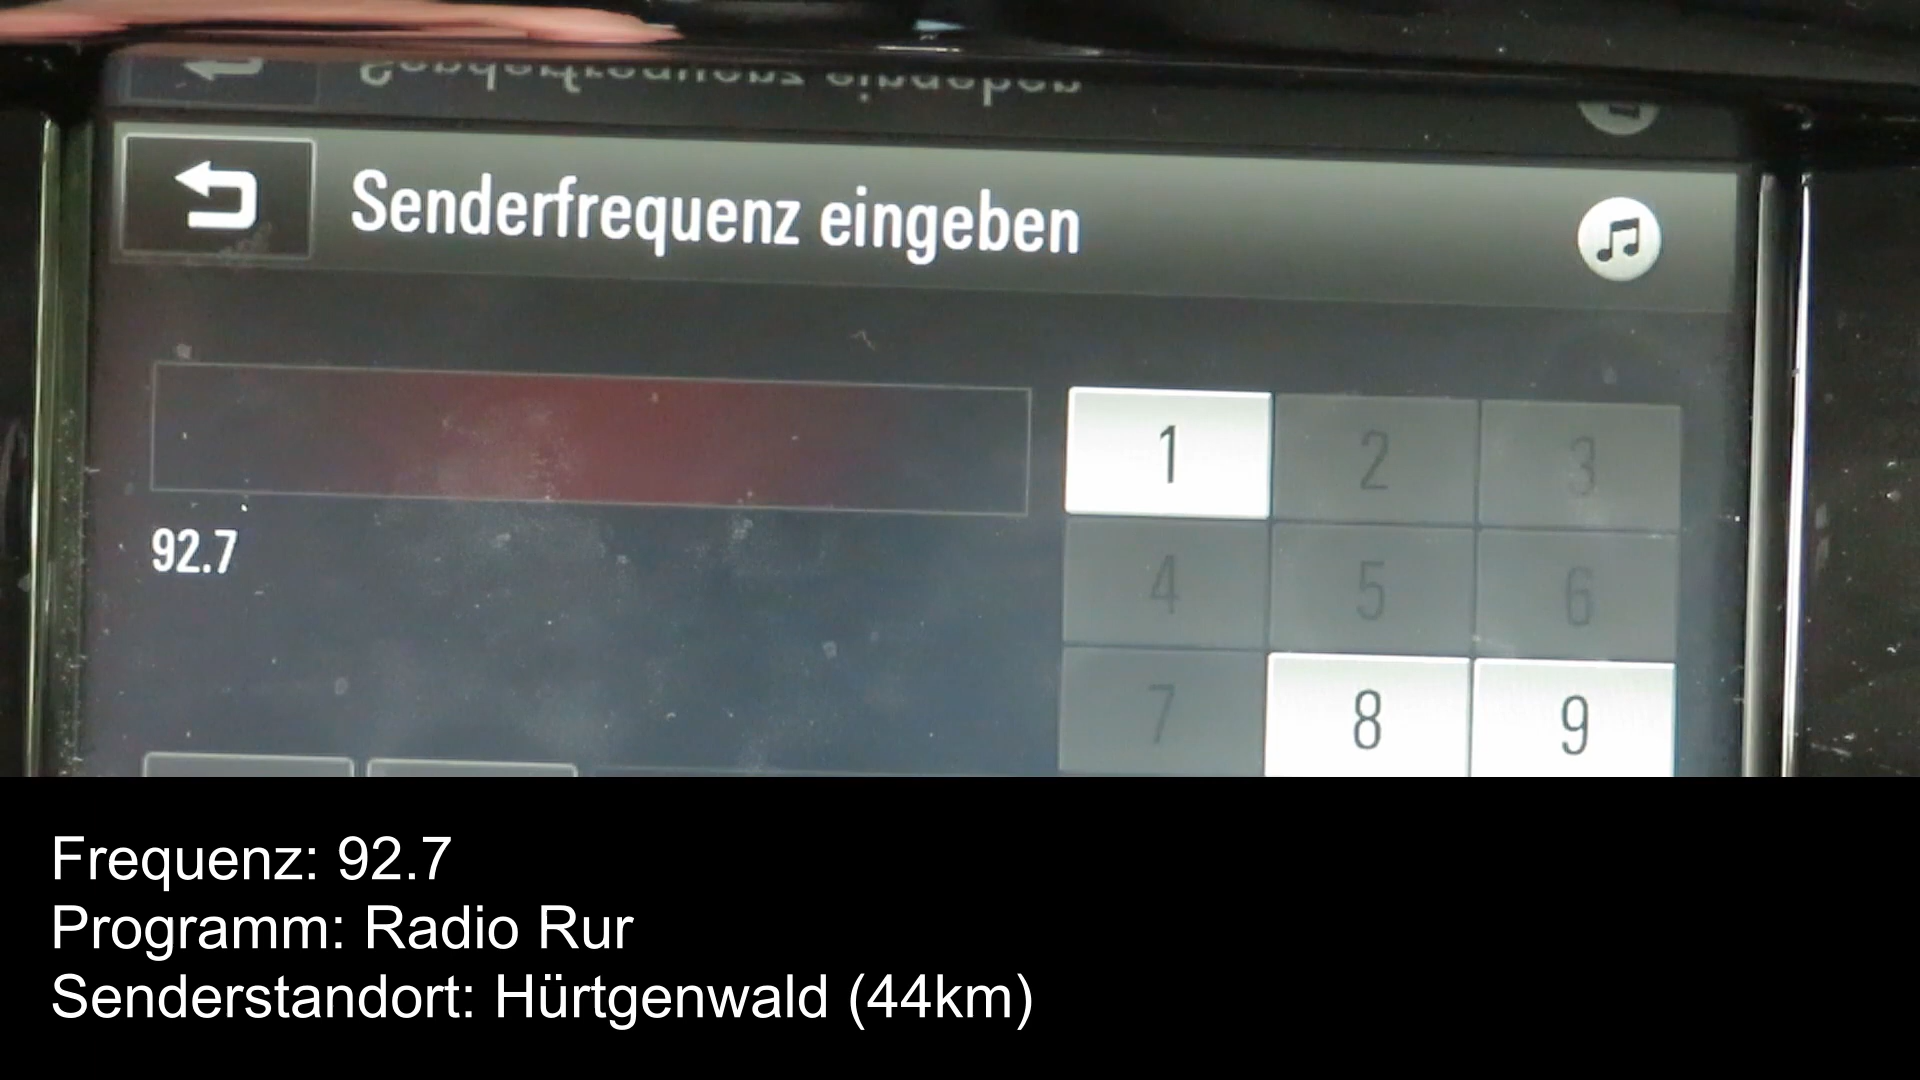 Senderfrequenz eingeben
1 2 3
92.7
4 5 6
7 8 9
Frequenz: 92.7
Programm: Radio Rur
Senderstandort: Hürtgenwald (44km)